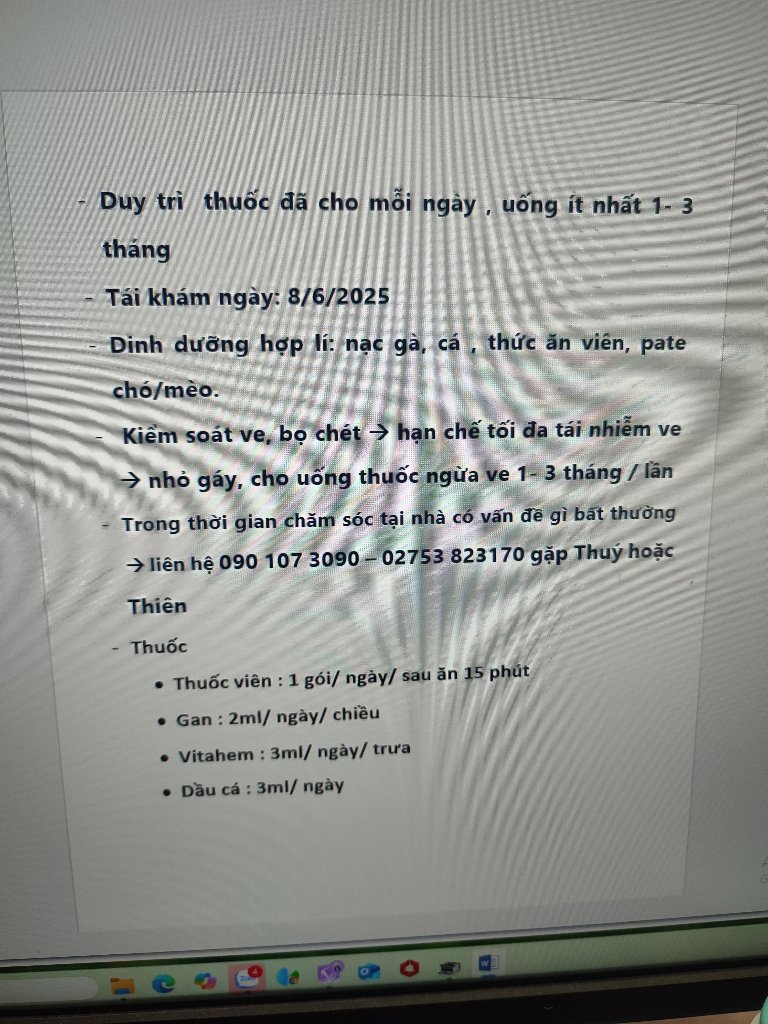 - Duy trì thuốc đã cho mỗi ngày , uống ít nhất 1- 3
tháng
- Tái khám ngày: 8/6/2025
- Dinh dưỡng hợp lí: nạc gà, cá , thức ăn viên, pate
chó/mèo.
- Kiểm soát ve, bọ chét → hạn chế tối đa tái nhiễm ve
→ nhỏ gáy, cho uống thuốc ngừa ve 1- 3 tháng / lần
- Trong thời gian chăm sóc tại nhà có vấn đề gì bất thường
→ liên hệ 090 107 3090 – 02753 823170 gặp Thuý hoặc
Thiên
- Thuốc
• Thuốc viên : 1 gói/ ngày/ sau ăn 15 phút
• Gan : 2ml/ ngày/ chiều
• Vitahem : 3ml/ ngày/ trưa
• Dầu cá : 3ml/ ngày